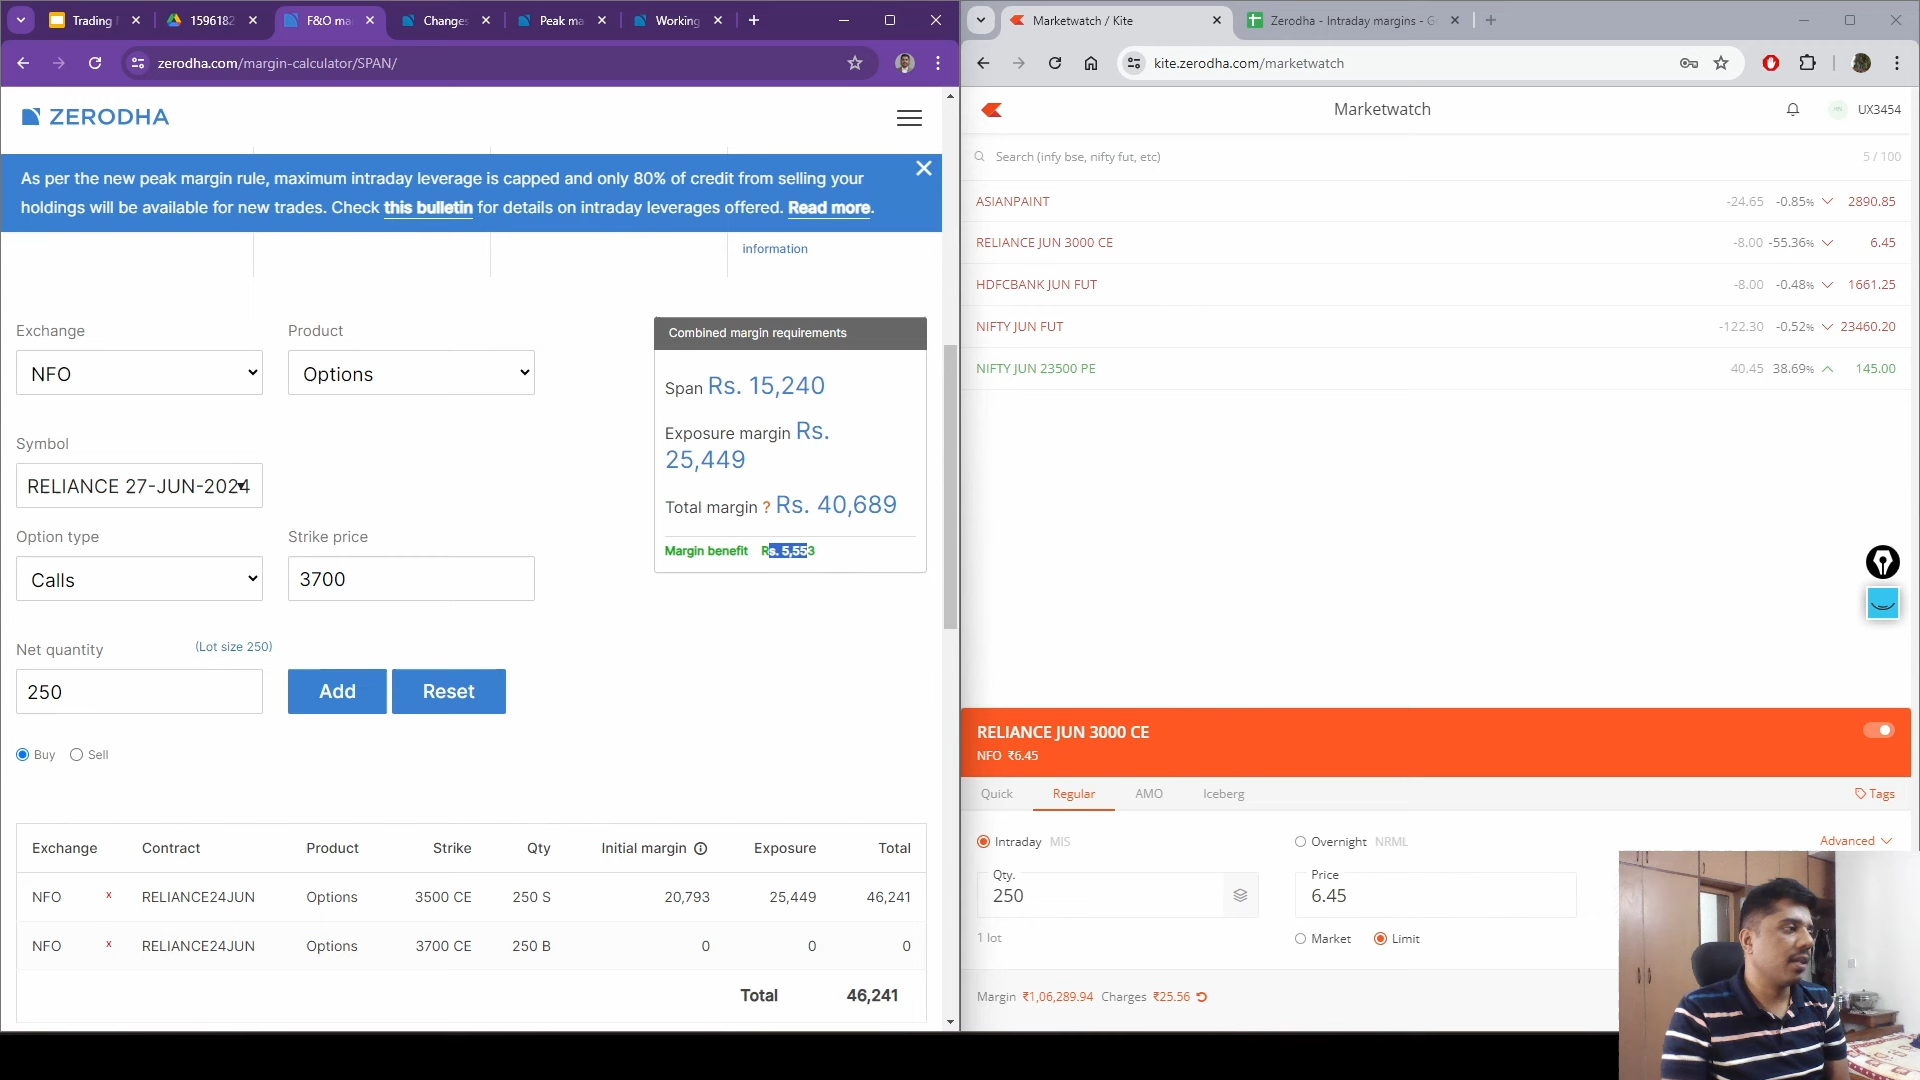 Trading
1596182
F&O ma
Changes
Peak ma
Working
zerodha.com/margin-calculator/SPAN/
ZERODHA
As per the new peak margin rule, maximum intraday leverage is capped and only 80% of credit from selling your
holdings will be available for new trades. Check this bulletin for details on intraday leverages offered. Read more.
information
Exchange
Product
NFO
Options
Symbol
RELIANCE 27-JUN-2024
Option type
Strike price
Calls
3700
Net quantity
(Lot size 250)
250
Add
Reset
Buy
Sell
Combined margin requirements
Span Rs. 15,240
Exposure margin Rs.
25,449
Total margin ? Rs. 40,689
Margin benefit Rs. 5,553
Exchange Contract Product Strike Qty Initial margin Exposure Total
NFO x RELIANCE24JUN Options 3500 CE 250 S 20,793 25,449 46,241
NFO x RELIANCE24JUN Options 3700 CE 250 B 0 0 0
Total 46,241
Marketwatch / Kite
Zerodha - Intraday margins - G
kite.zerodha.com/marketwatch
Marketwatch
UX3454
Search (infy bse, nifty fut, etc)
5 / 100
ASIANPAINT -24.65 -0.85% 2890.85
RELIANCE JUN 3000 CE -8.00 -55.36% 6.45
HDFCBANK JUN FUT -8.00 -0.48% 1661.25
NIFTY JUN FUT -122.30 -0.52% 23460.20
NIFTY JUN 23500 PE 40.45 38.69% 145.00
RELIANCE JUN 3000 CE
NFO ₹6.45
Quick
Regular
AMO
Iceberg
Tags
Intraday MIS
Overnight NRML
Advanced
Qty.
250
Price
6.45
1 lot
Market
Limit
Margin ₹1,06,289.94 Charges ₹25.56